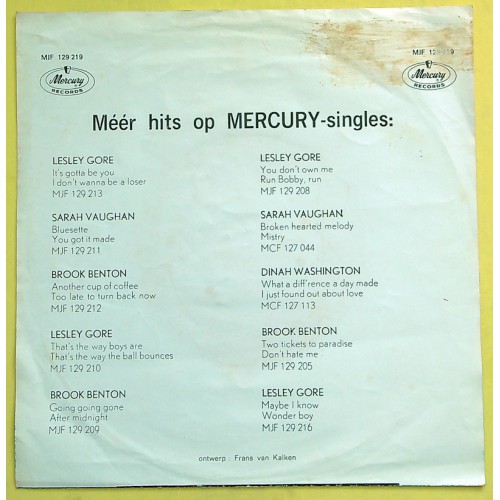 MJF 129 219
Mercury
RECORDS
MJF 129 219
Mercury
RECORDS
Méér hits op MERCURY-singles:
LESLEY GORE
It's gotta be you
I don't wanna be a loser
MJF 129 213
SARAH VAUGHAN
Bluesette
You got it made
MJF 129 211
BROOK BENTON
Another cup of coffee
Too late to turn back now
MJF 129 212
LESLEY GORE
That's the way boys are
That's the way the ball bounces
MJF 129 210
BROOK BENTON
Going going gone
After midnight
MJF 129 209
LESLEY GORE
You don't own me
Run Bobby, run
MJF 129 208
SARAH VAUGHAN
Broken hearted melody
Mistry
MCF 127 044
DINAH WASHINGTON
What a diff'rence a day made
I just found out about love
MCF 127 113
BROOK BENTON
Two tickets to paradise
Don't hate me
MJF 129 205
LESLEY GORE
Maybe I know
Wonder boy
MJF 129 216
ontwerp : Frans van Kalken